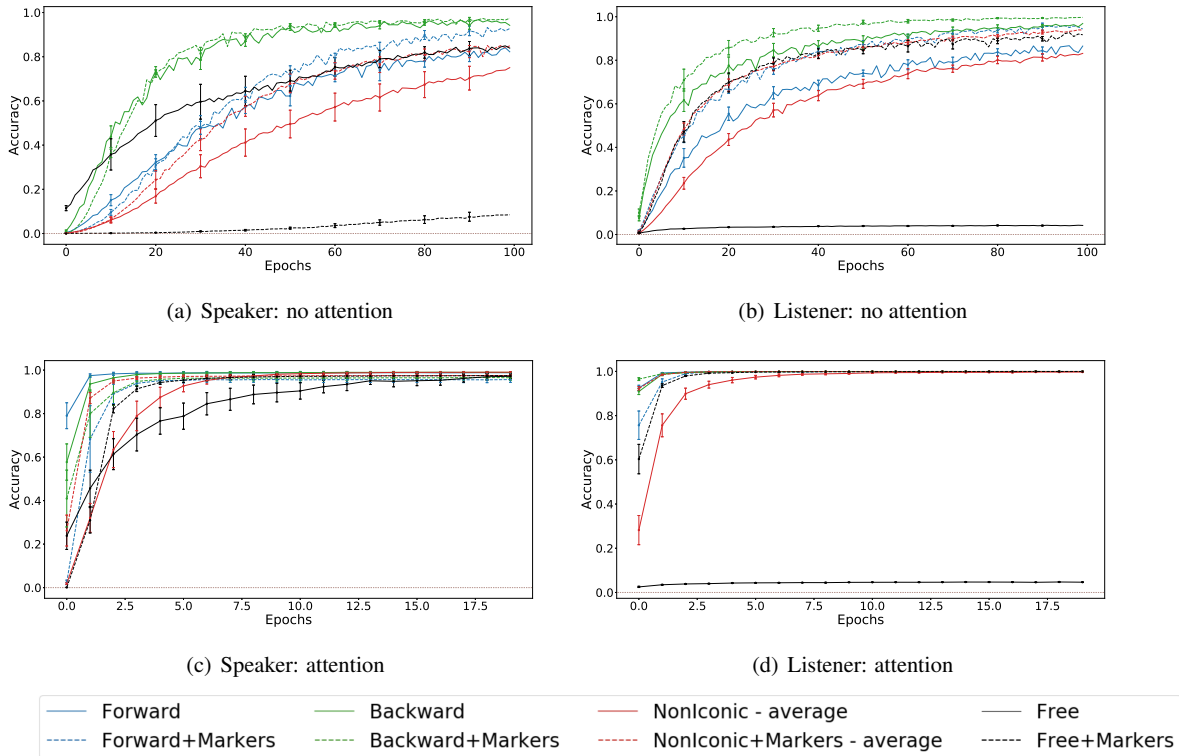 1.0
0.8
0.6
0.4
0.2
0.0
Accuracy
0 20 40 60 80 100
Epochs
(a) Speaker: no attention
1.0
0.8
0.6
0.4
0.2
0.0
Accuracy
0 20 40 60 80 100
Epochs
(b) Listener: no attention
1.0
0.8
0.6
0.4
0.2
0.0
Accuracy
0.0 2.5 5.0 7.5 10.0 12.5 15.0 17.5
Epochs
(c) Speaker: attention
1.0
0.8
0.6
0.4
0.2
0.0
Accuracy
0.0 2.5 5.0 7.5 10.0 12.5 15.0 17.5
Epochs
(d) Listener: attention
Forward Backward NonIconic - average Free
Forward+Markers Backward+Markers NonIconic+Markers - average Free+Markers